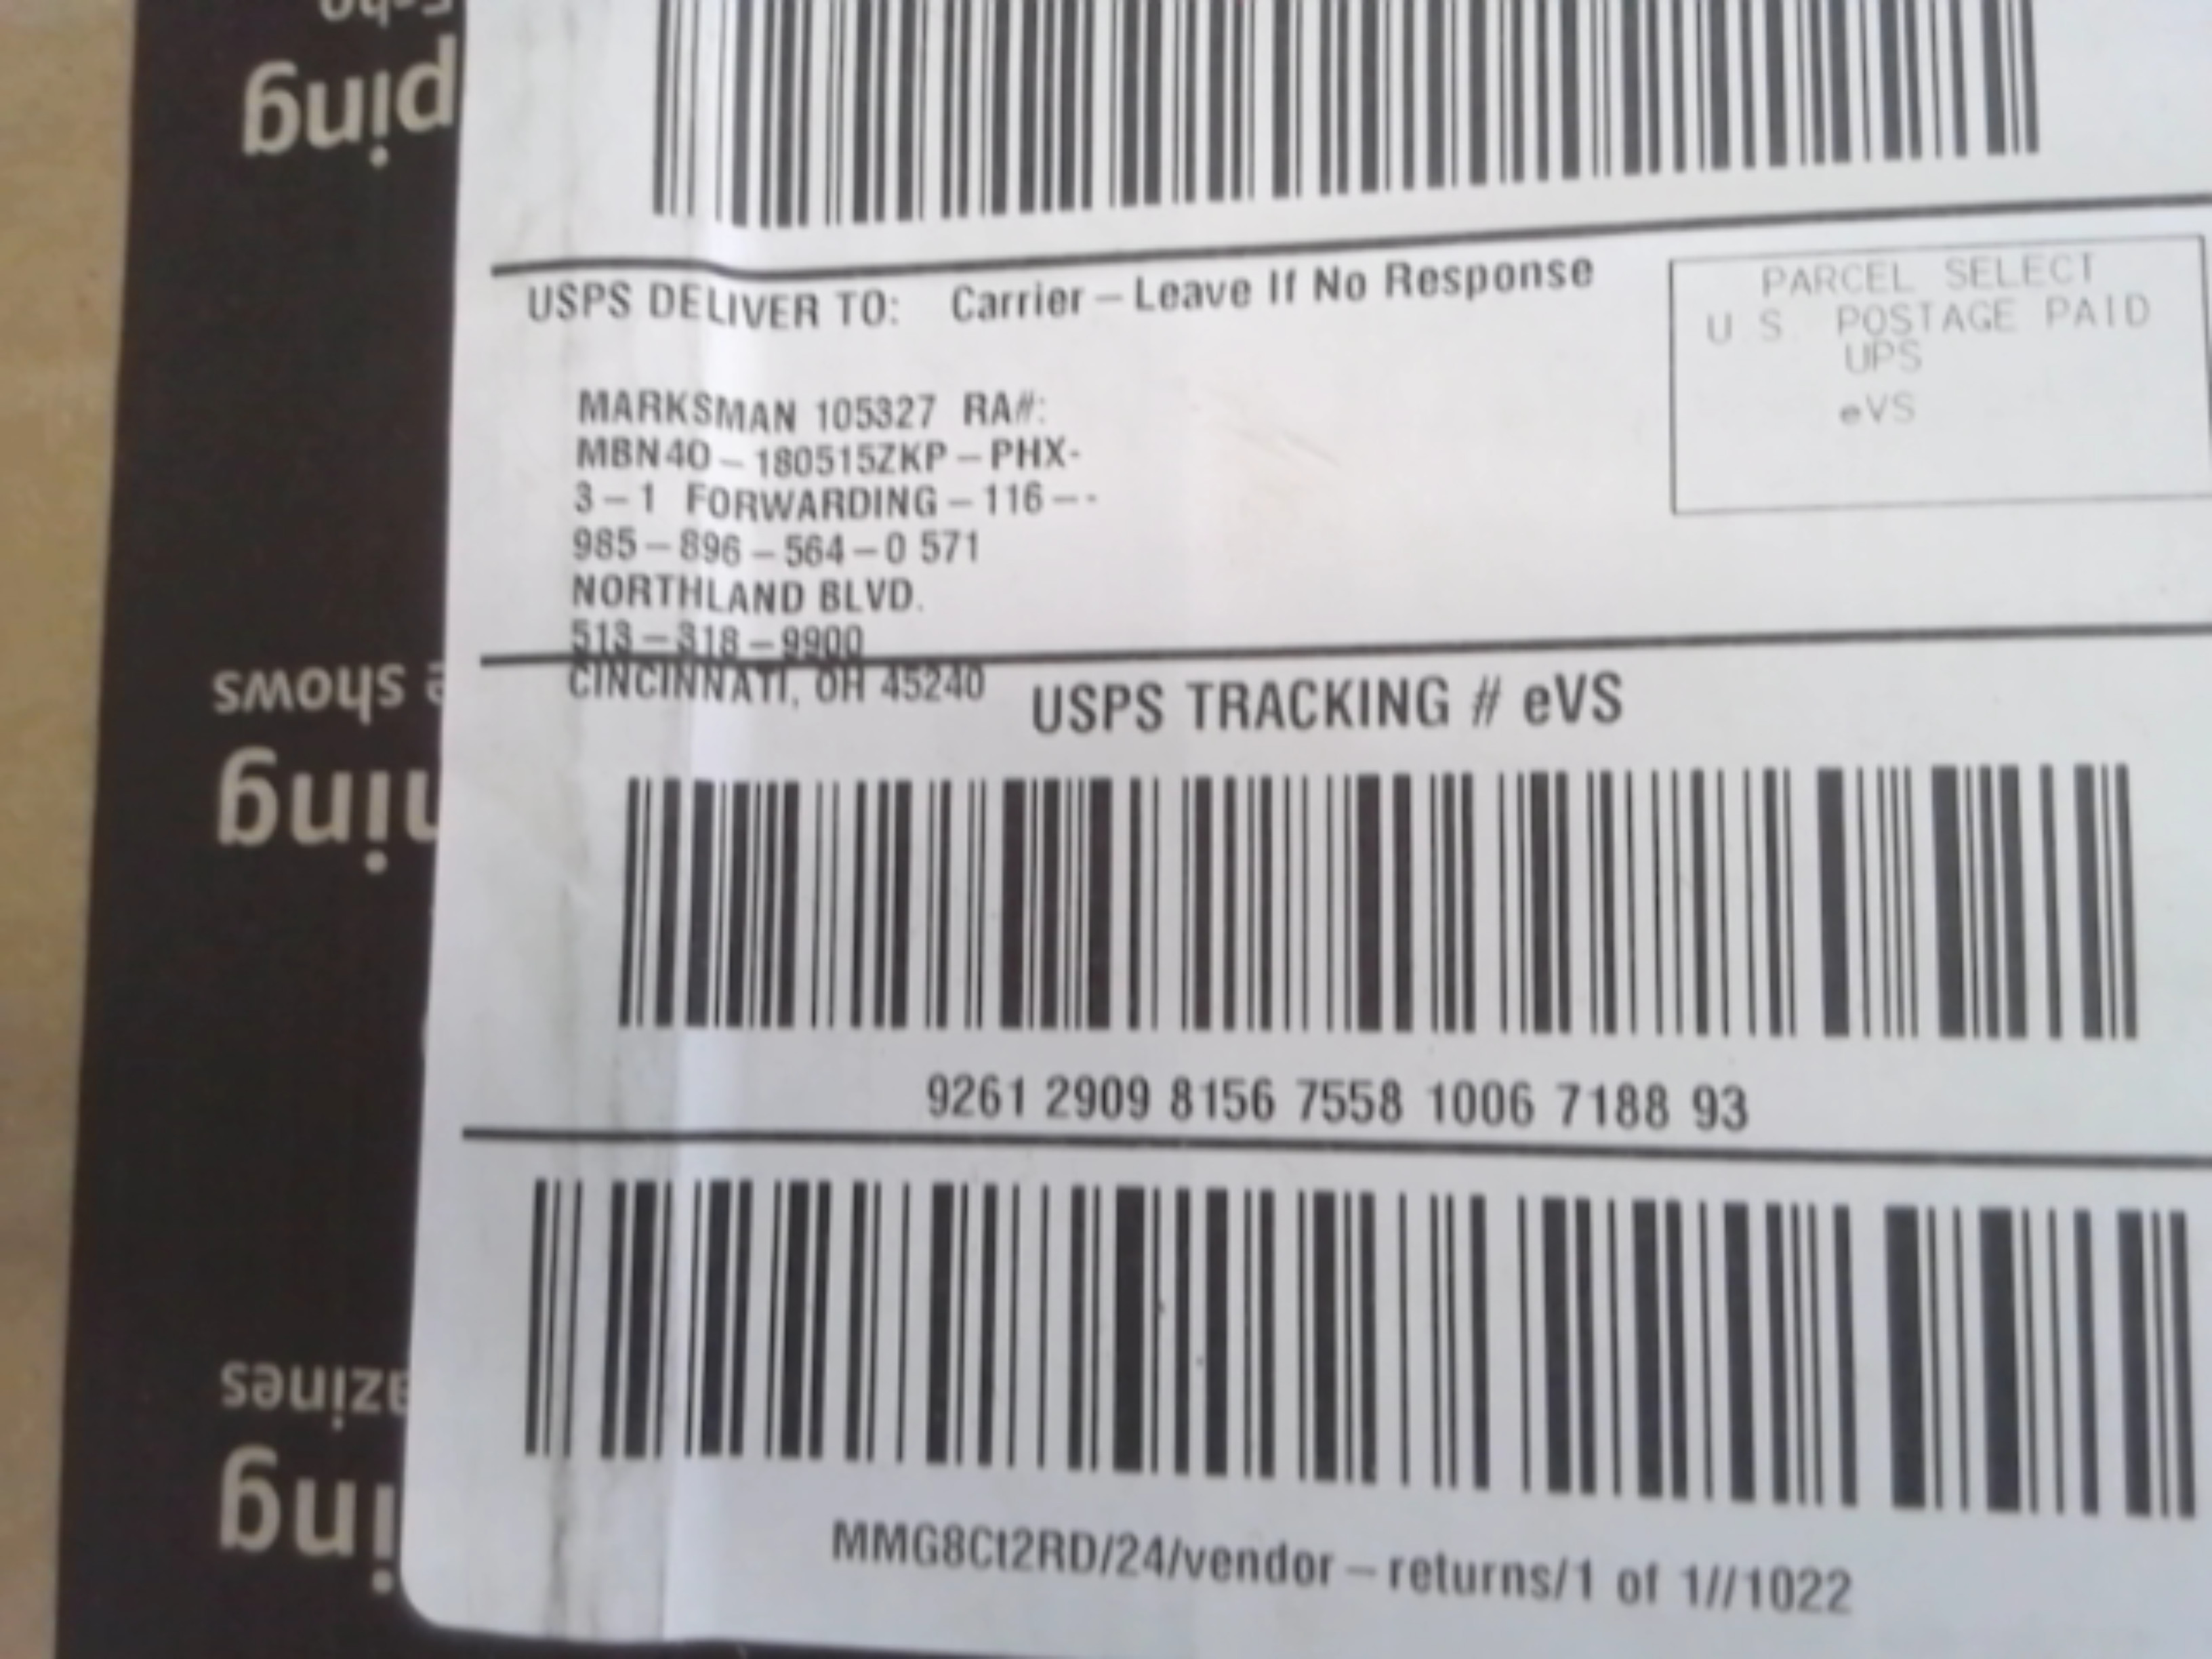 ping
USPS DELIVER TO: Carrier – Leave If No Response
PARCEL SELECT
U S. POSTAGE PAID
UPS
eVS
MARKSMAN 105327 RA#:
MBN4O – 180515ZKP – PHX-
3 – 1 FORWARDING – 116 – -
985 – 896 – 564 – 0 571
NORTHLAND BLVD.
513 – 318 – 9900
CINCINNATI, OH 45240
USPS TRACKING # eVS
e shows
ning
9261 2909 8156 7558 1006 7188 93
azines
ing
MMG8Ct2RD/24/vendor – returns/1 of 1//1022